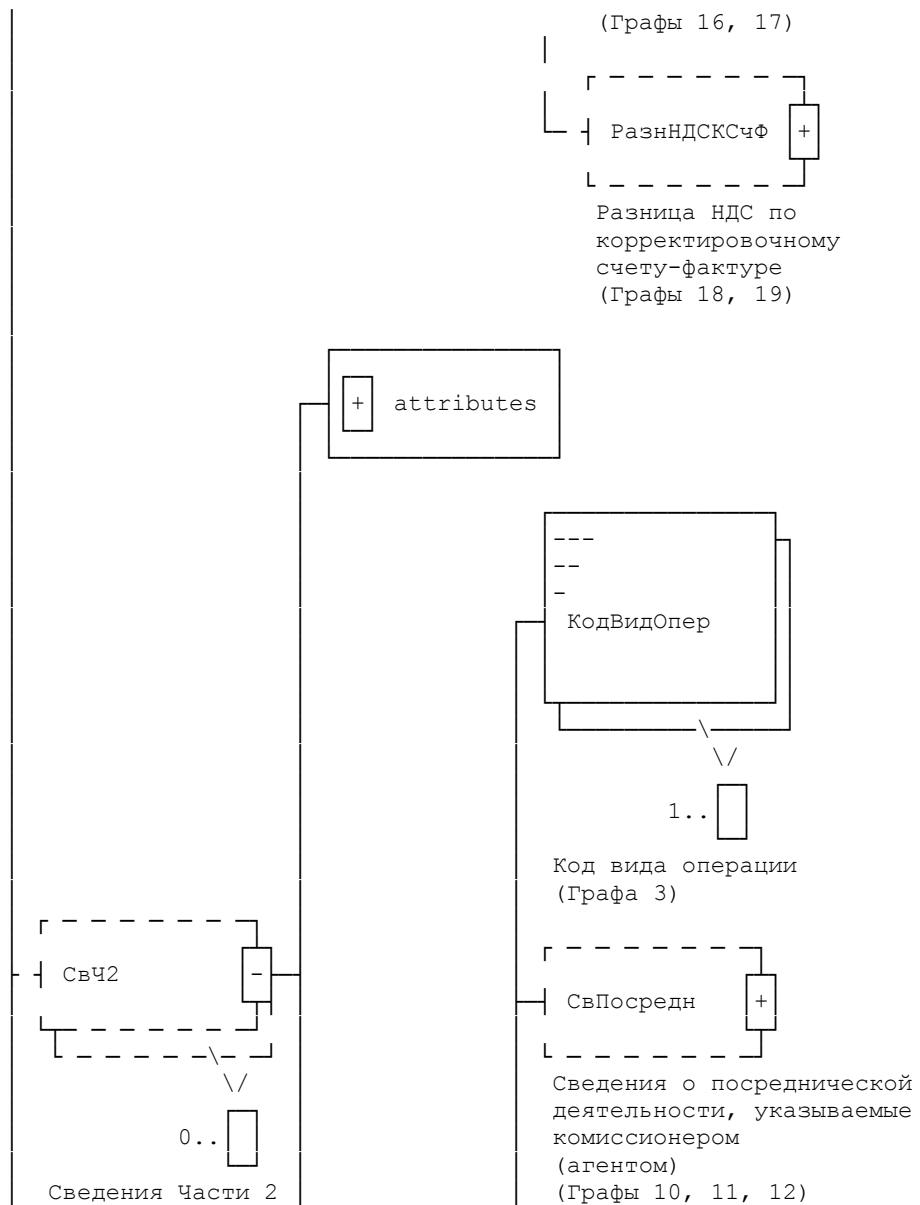 (Графы 16, 17)
РазнНДСКСчФ +
Разница НДС по
корректировочному
счету-фактуре
(Графы 18, 19)
+ attributes
---
--
-
КодВидОпер
1..
Код вида операции
(Графа 3)
СвЧ2 -
СвПосредн +
0..
Сведения Части 2
Сведения о посреднической
деятельности, указываемые
комиссионером
(агентом)
(Графы 10, 11, 12)